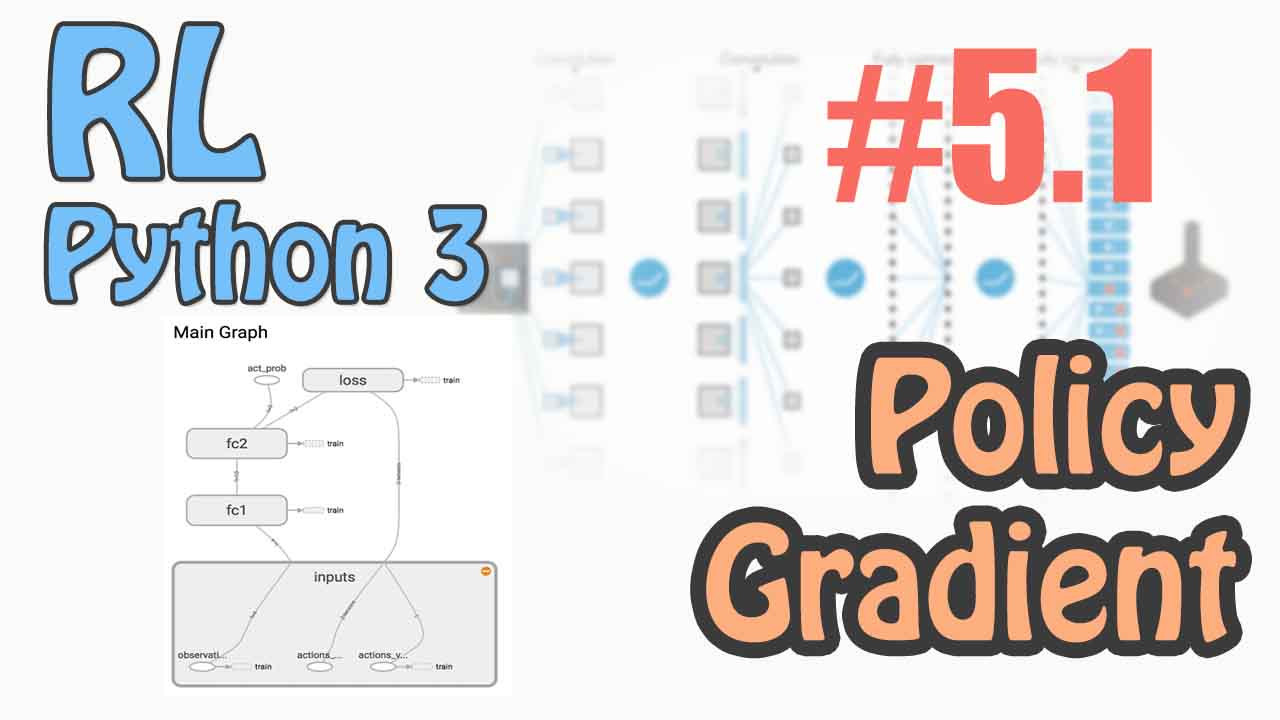 RL
#5.1
Python 3
Main Graph
act_prob
loss
train
fc2
train
fc1
train
inputs
observati...
train
actions_...
actions_v...
train
Policy
Gradient